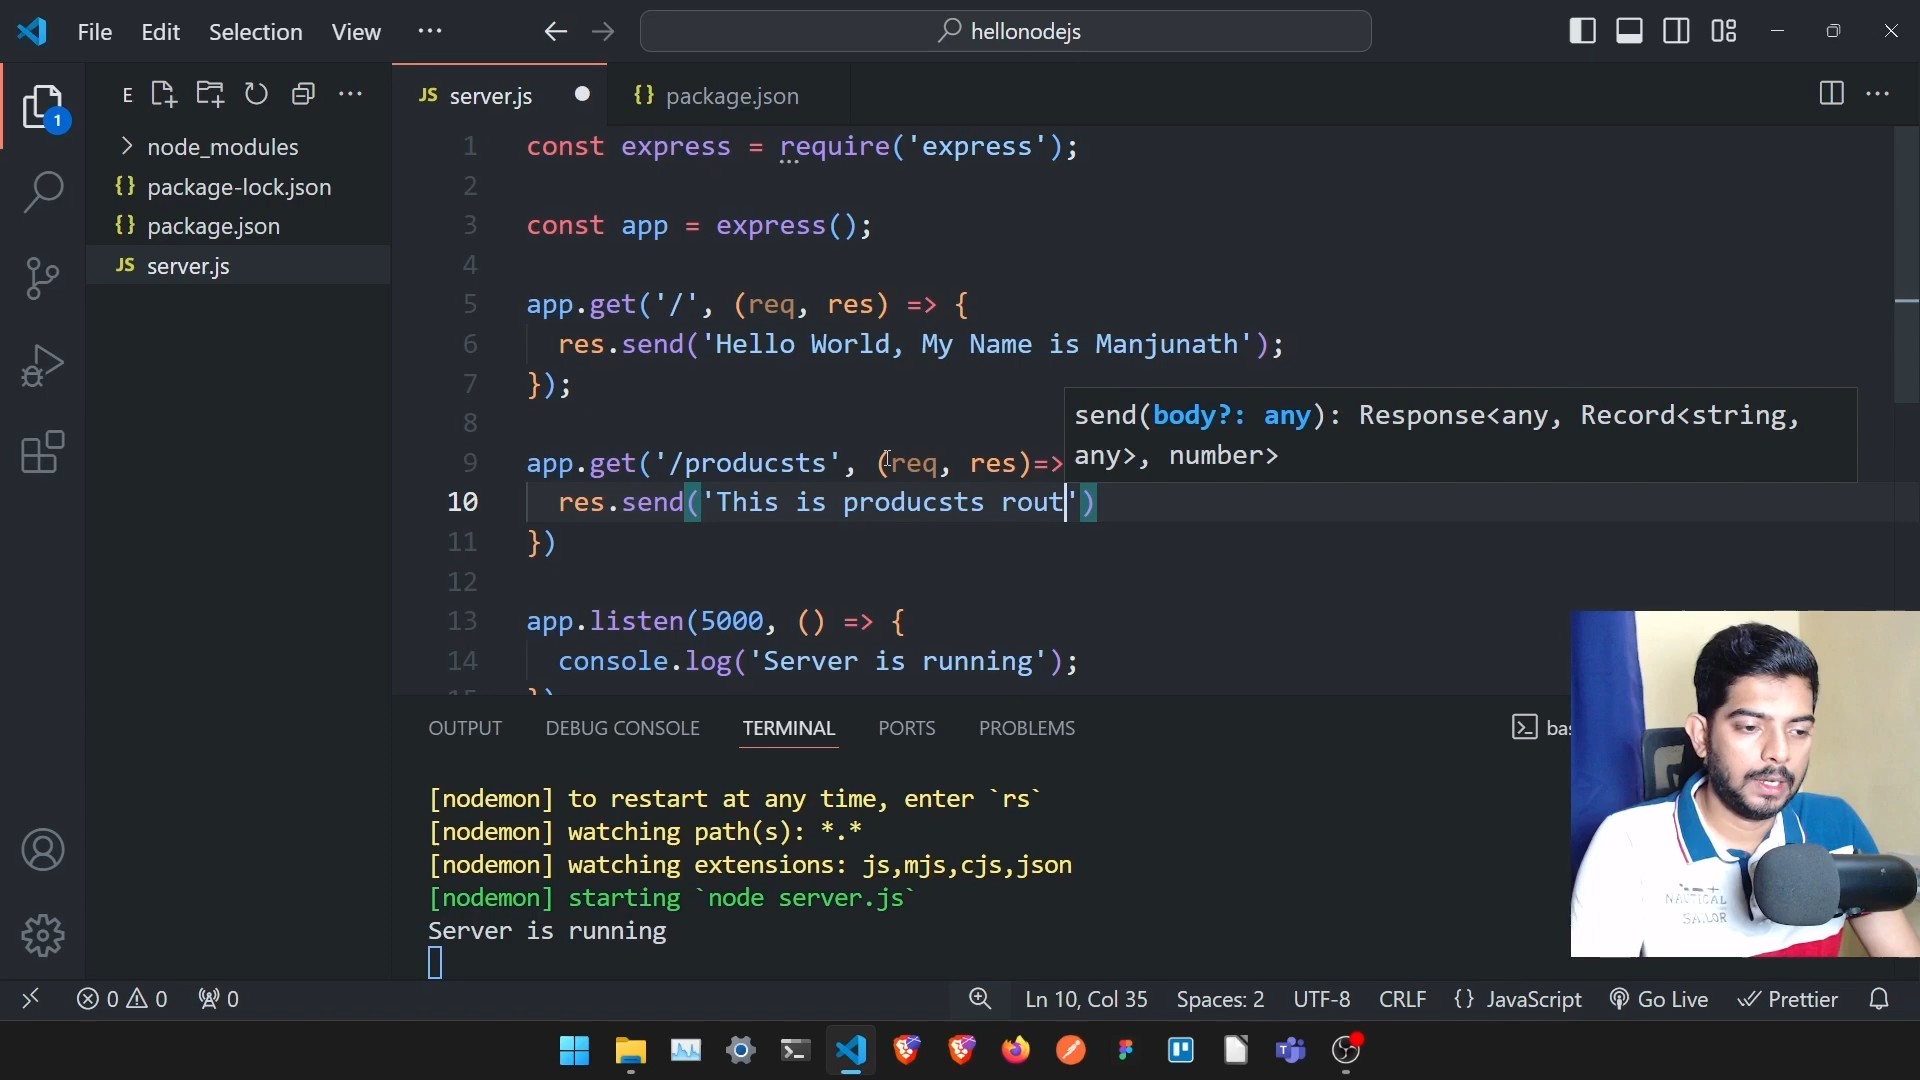 File Edit Selection View ...
hellonodejs
E
1
JS server.js
{} package.json
node_modules
{} package-lock.json
{} package.json
JS server.js
1 const express = require('express');
2
3 const app = express();
4
5 app.get('/', (req, res) => {
6 res.send('Hello World, My Name is Manjunath');
7 });
8
9 app.get('/producsts', (req, res)=>
10 res.send('This is producsts rout')
11 })
12
13 app.listen(5000, () => {
14 console.log('Server is running');
send(body?: any): Response<any, Record<string,
any>, number>
OUTPUT DEBUG CONSOLE TERMINAL PORTS PROBLEMS
bas
[nodemon] to restart at any time, enter `rs`
[nodemon] watching path(s): *.*
[nodemon] watching extensions: js,mjs,cjs,json
[nodemon] starting `node server.js`
Server is running
NAUTICAL
SAILOR
0 0 0 Ln 10, Col 35 Spaces: 2 UTF-8 CRLF {} JavaScript Go Live Prettier